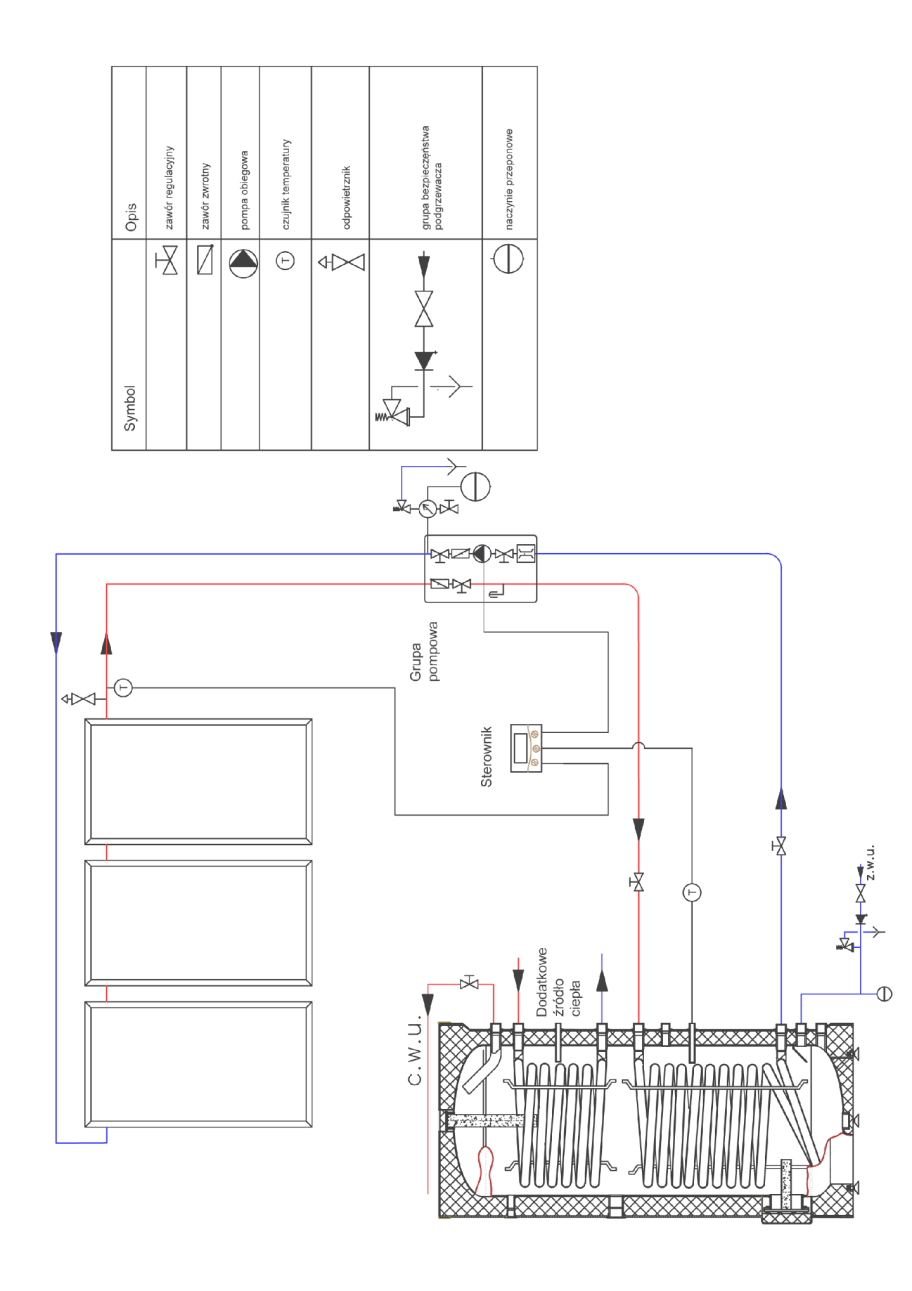 Symbol
Opis
zawór regulacyjny
zawór zwrotny
pompa obiegowa
T
czujnik temperatury
odpowietrznik
grupa bezpieczeństwa
podgrzewacza
naczynie przeponowe
T
Grupa
pompowa
Sterownik
T
C.w.u.
Dodatkowe
źródło
ciepła
z.w.u.